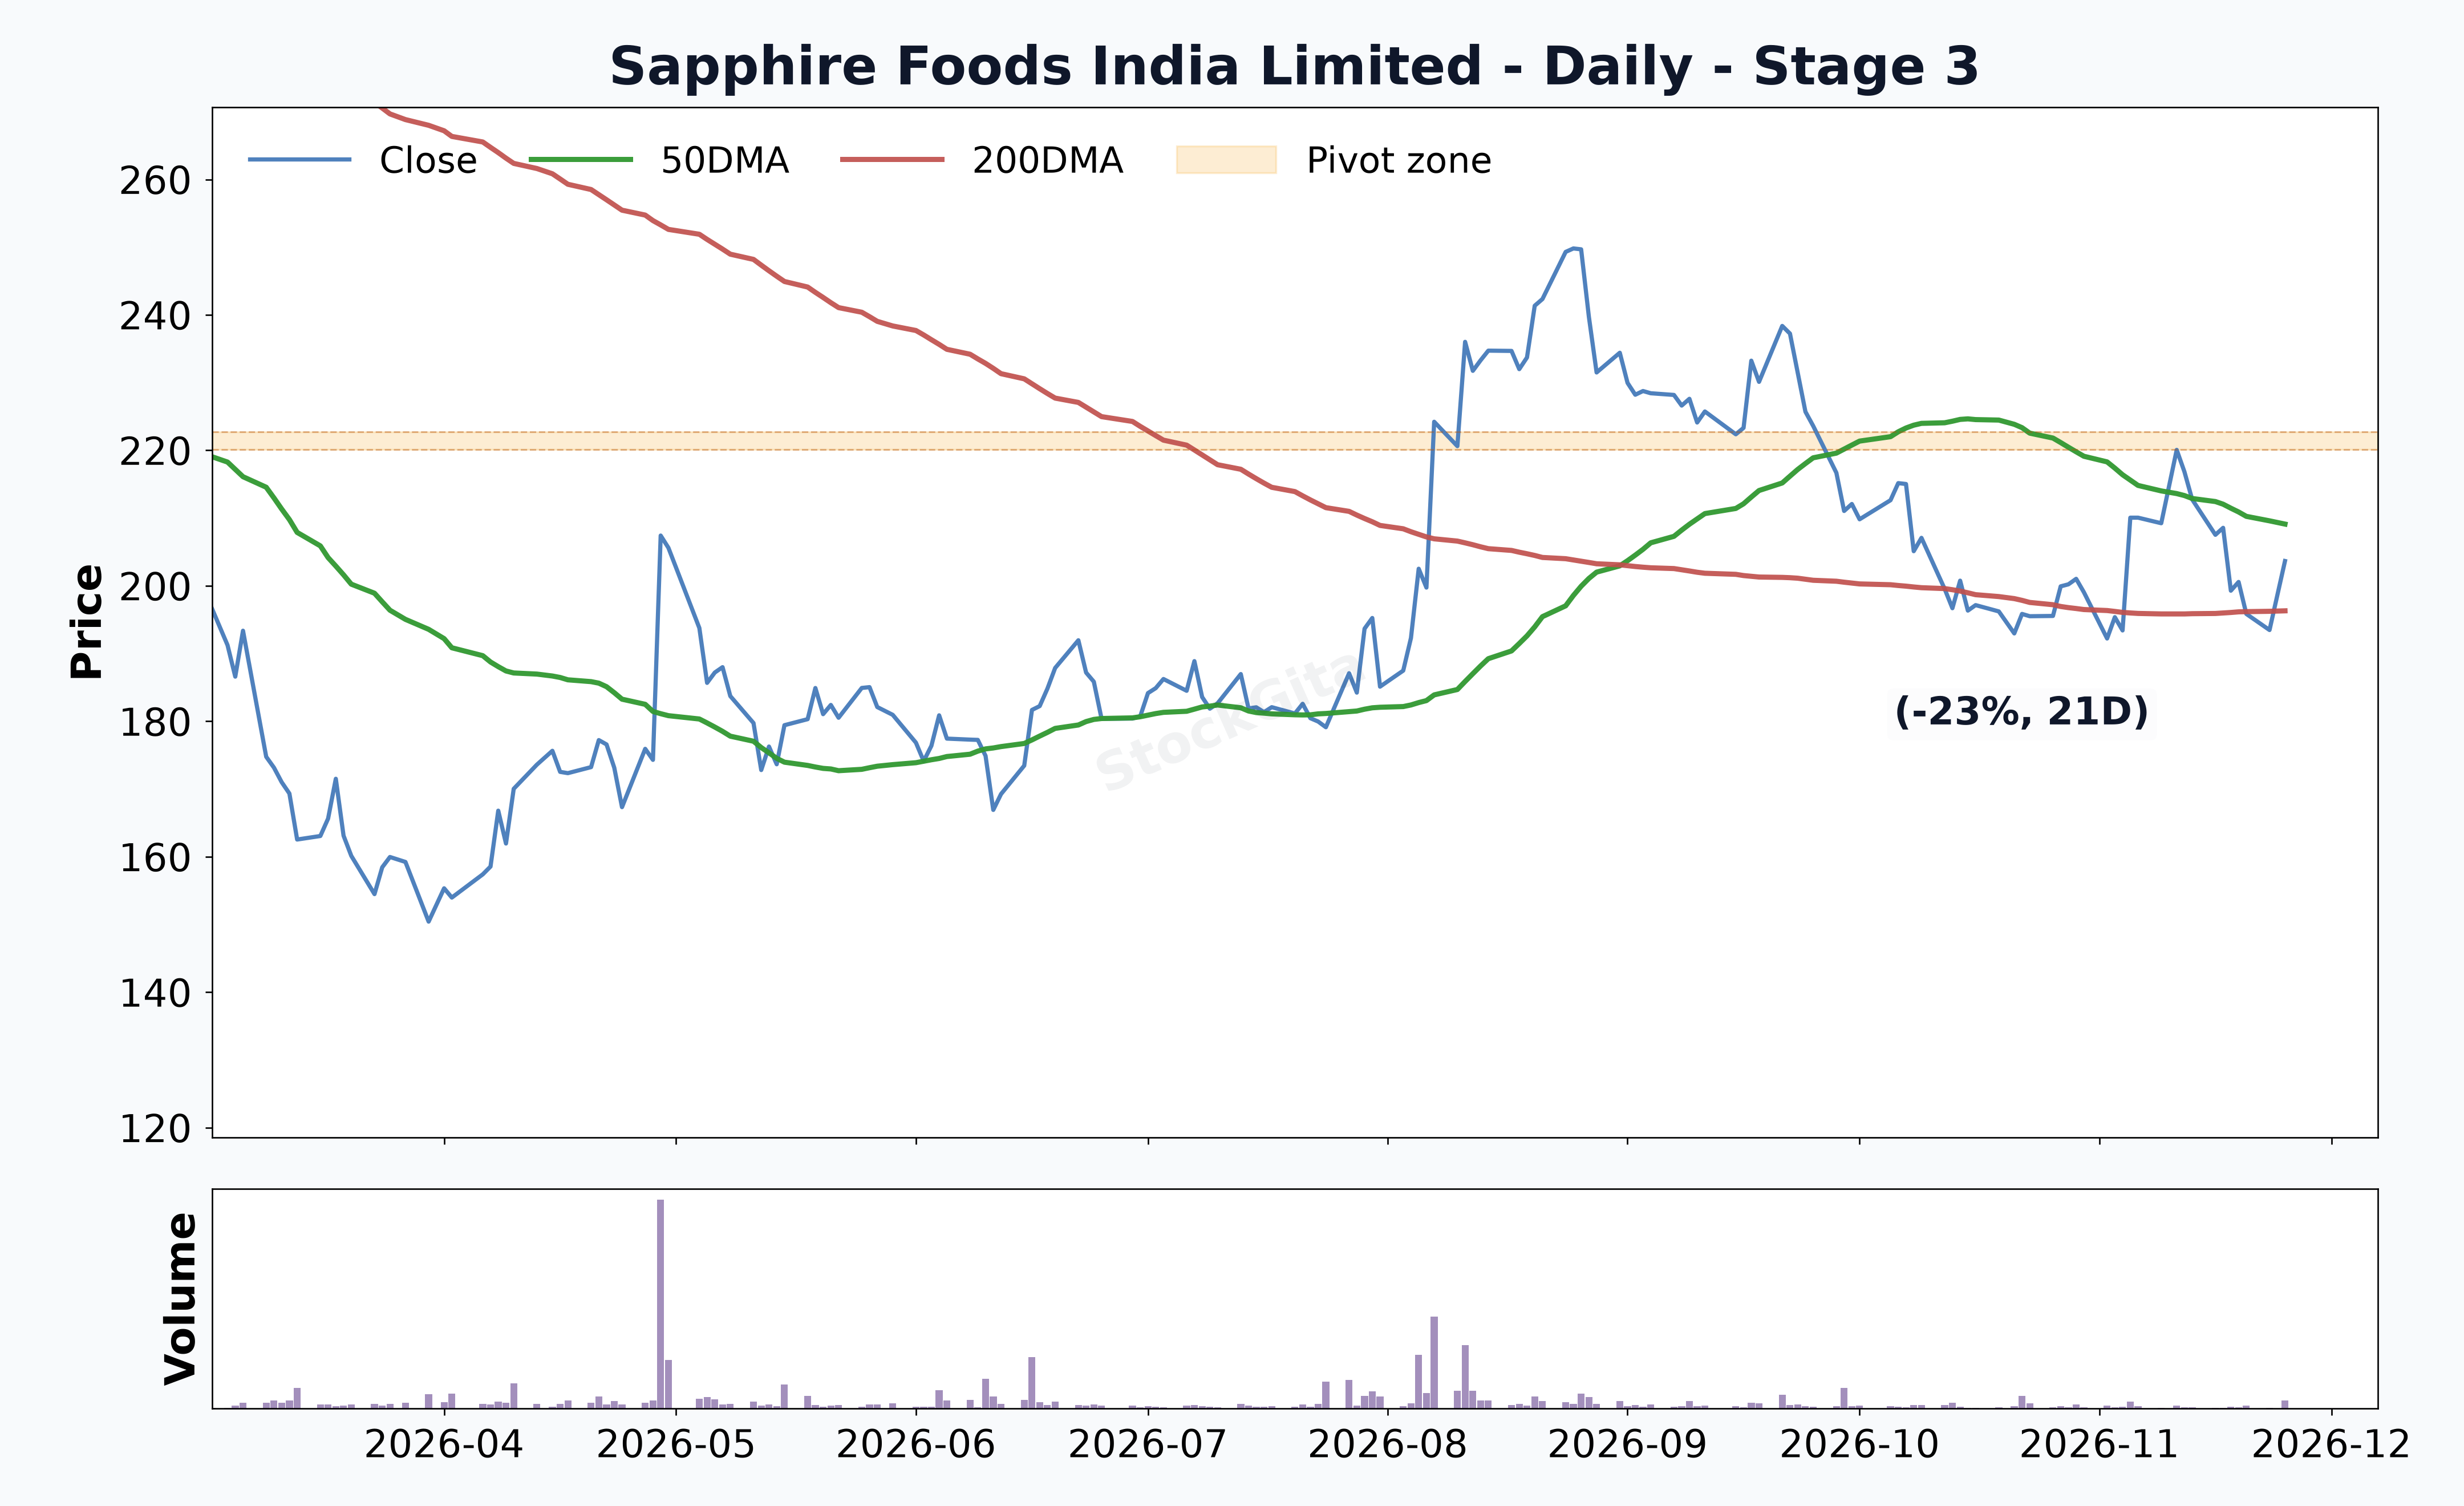 Sapphire Foods India Limited - Daily - Stage 3
Close 50DMA 200DMA Pivot zone
260
240
220
200
180
160
140
120
Price
StockGita
(-23%, 21D)
Volume
2026-04 2026-05 2026-06 2026-07 2026-08 2026-09 2026-10 2026-11 2026-12